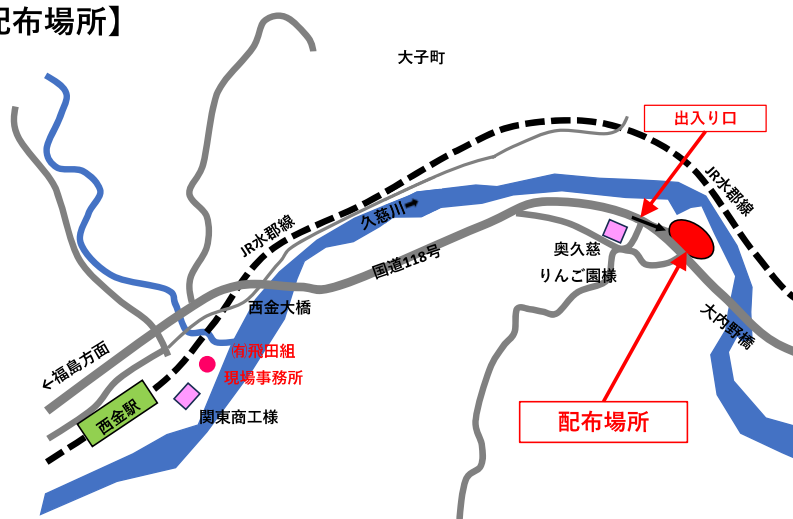 配布場所】
大子町
出入り口
JR水郡線
久慈川➡
JR水郡線
奥久慈
りんご園様
国道118号
西金大橋
大内野橋
←福島方面
㈲飛田組
現場事務所
西金駅
関東商工様
配布場所